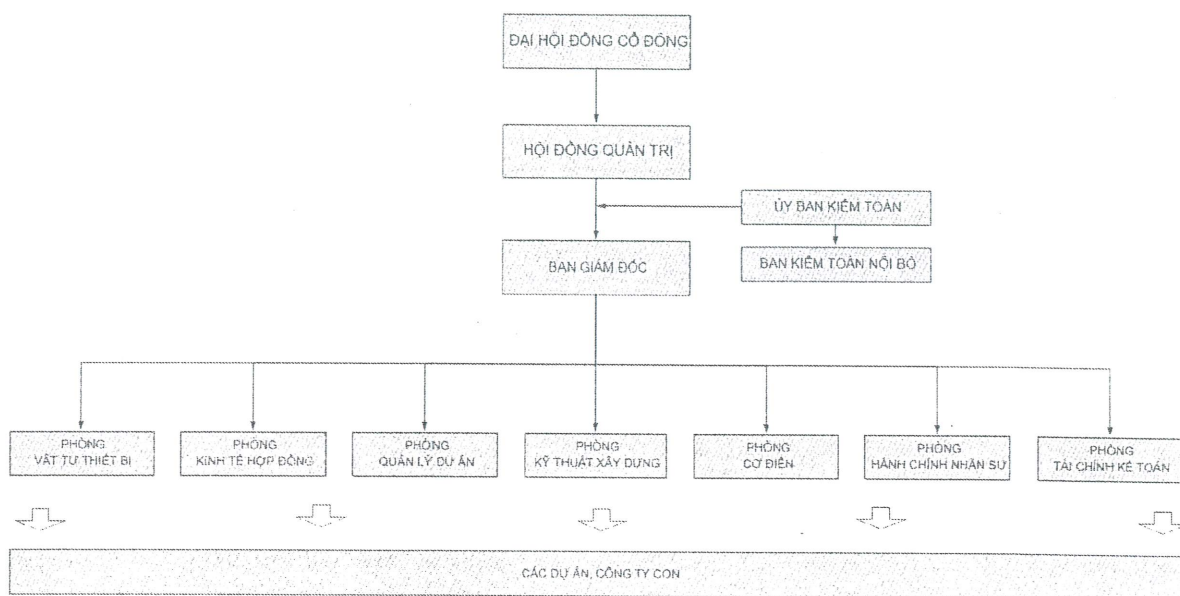 ĐẠI HỘI ĐỒNG CỔ ĐÔNG
HỘI ĐỒNG QUẢN TRỊ
ỦY BAN KIỂM TOÁN
BAN GIÁM ĐỐC
BAN KIỂM TOÁN NỘI BỘ
PHÒNG
VẬT TƯ THIẾT BỊ
PHÒNG
KINH TẾ HỢP ĐỒNG
PHÒNG
QUẢN LÝ DỰ ÁN
PHÒNG
KỸ THUẬT XÂY DỰNG
PHÒNG
CƠ ĐIỆN
PHÒNG
HÀNH CHÍNH NHÂN SỰ
PHÒNG
TÀI CHÍNH KẾ TOÁN
CÁC DỰ ÁN, CÔNG TY CON